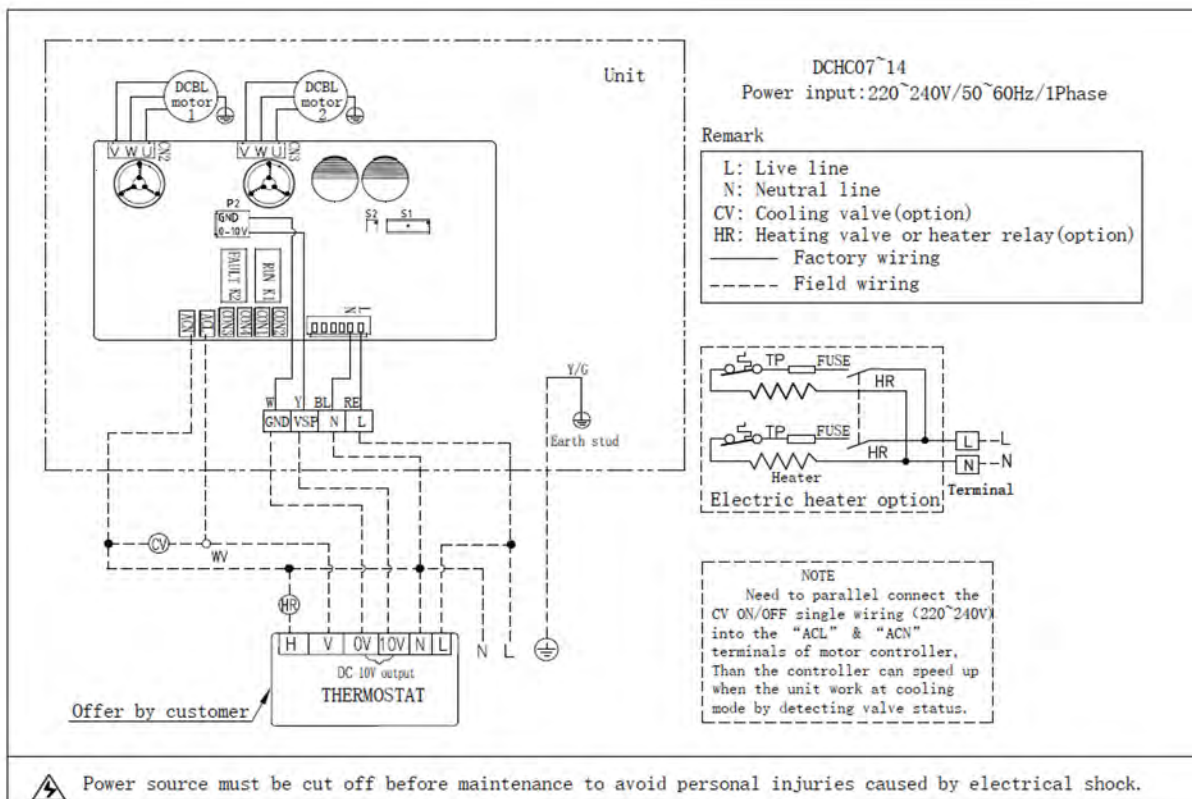 Unit
DCBL motor 1
DCBL motor 2
V W U
CN2
V W U
CN3
P2
GND
0-10V
S2
S1
FAULT K2
RUN K1
ACN
ACL
CON3
CON4
CON1
CON2
N
L
W Y BL RE
GND VSP N L
Y/G
Earth stud
CV
WV
HR
H V 0V 10V N L
DC 10V output
THERMOSTAT
N L
Offer by customer
DCHC07~14
Power input:220~240V/50~60Hz/1Phase
Remark
L: Live line
N: Neutral line
CV: Cooling valve(option)
HR: Heating valve or heater relay(option)
Factory wiring
Field wiring
TP FUSE
HR
TP FUSE
HR
Heater
L L
N N
Electric heater option
Terminal
NOTE
Need to parallel connect the
CV ON/OFF single wiring (220~240V)
into the "ACL" & "ACN"
terminals of motor controller,
Than the controller can speed up
when the unit work at cooling
mode by detecting valve status.
Power source must be cut off before maintenance to avoid personal injuries caused by electrical shock.